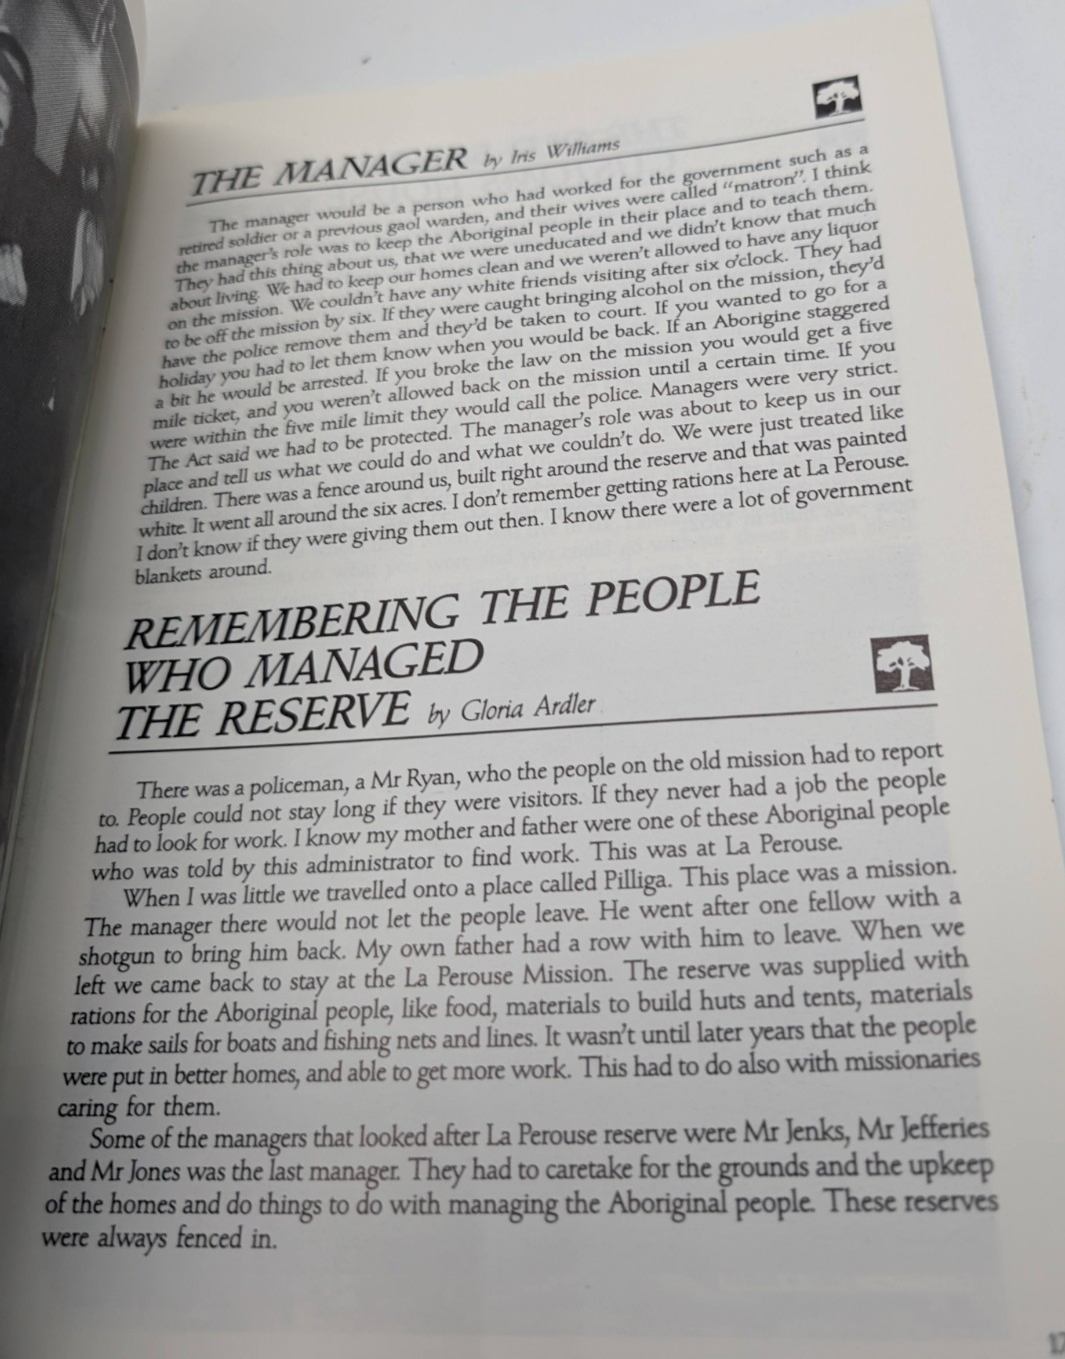 THE MANAGER by Iris Williams
The manager would be a person who had worked for the government such as a
retired soldier or a previous gaol warden, and their wives were called "matron". I think
the manager's role was to keep the Aboriginal people in their place and to teach them.
They had this thing about us, that we were uneducated and we didn't know that much
about living. We had to keep our homes clean and we weren't allowed to have any liquor
on the mission. We couldn't have any white friends visiting after six o'clock. They had
to be off the mission by six. If they were caught bringing alcohol on the mission, they'd
have the police remove them and they'd be taken to court. If you wanted to go for a
holiday you had to let them know when you would be back. If an Aborigine staggered
a bit he would be arrested. If you broke the law on the mission you would get a five
mile ticket, and you weren't allowed back on the mission until a certain time. If you
were within the five mile limit they would call the police. Managers were very strict.
The Act said we had to be protected. The manager's role was about to keep us in our
place and tell us what we could do and what we couldn't do. We were just treated like
children. There was a fence around us, built right around the reserve and that was painted
white. It went all around the six acres. I don't remember getting rations here at La Perouse.
I don't know if they were giving them out then. I know there were a lot of government
blankets around.
REMEMBERING THE PEOPLE
WHO MANAGED
THE RESERVE by Gloria Ardler
There was a policeman, a Mr Ryan, who the people on the old mission had to report
to. People could not stay long if they were visitors. If they never had a job the people
had to look for work. I know my mother and father were one of these Aboriginal people
who was told by this administrator to find work. This was at La Perouse.
When I was little we travelled onto a place called Pilliga. This place was a mission.
The manager there would not let the people leave. He went after one fellow with a
shotgun to bring him back. My own father had a row with him to leave. When we
left we came back to stay at the La Perouse Mission. The reserve was supplied with
rations for the Aboriginal people, like food, materials to build huts and tents, materials
to make sails for boats and fishing nets and lines. It wasn't until later years that the people
were put in better homes, and able to get more work. This had to do also with missionaries
caring for them.
Some of the managers that looked after La Perouse reserve were Mr Jenks, Mr Jefferies
and Mr Jones was the last manager. They had to caretake for the grounds and the upkeep
of the homes and do things to do with managing the Aboriginal people. These reserves
were always fenced in.